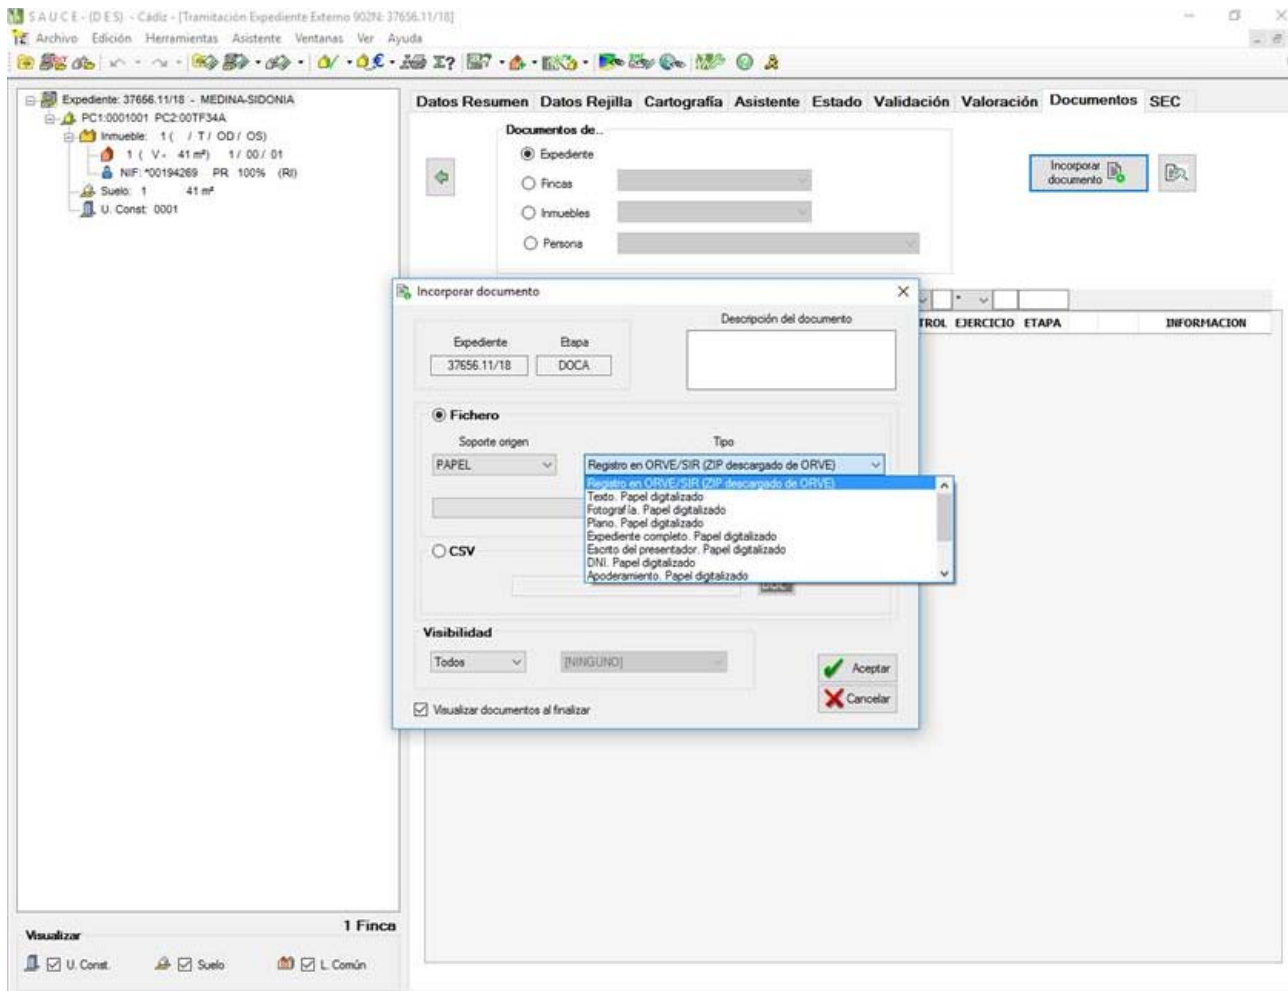 S A U C E - (D E S) - Cádiz - [Tramitación Expediente Externo 902N: 37656.11/18]
Archivo Edición Herramientas Asistente Ventanas Ver Ayuda
Expediente: 37656.11/18 - MEDINA-SIDONIA
PC1:0001001 PC2:00TF34A
Inmueble: 1 ( / T / OD / OS)
1 ( V - 41 m²) 1/ 00/ 01
NIF: *00194269 PR 100% (RI)
Suelo: 1 41 m²
U. Const: 0001
Datos Resumen Datos Rejilla Cartografía Asistente Estado Validación Valoración Documentos SEC
Documentos de..
Expediente
Fincas
Inmuebles
Persona
Incorporar documento
TROL EJERCICIO ETAPA INFORMACION
Incorporar documento
Descripción del documento
Expediente Etapa
37656.11/18 DOCA
Fichero
Soporte origen Tipo
PAPEL Registro en ORVE/SIR (ZIP descargado de ORVE)
Registro en ORVE/SIR (ZIP descargado de ORVE)
Texto. Papel digitalizado
Fotografía. Papel digitalizado
Plano. Papel digitalizado
Expediente completo. Papel digitalizado
Escrito del presentador. Papel digitalizado
DNI. Papel digitalizado
Apoderamiento. Papel digitalizado
CSV
Visibilidad
Todos [NINGUNO]
Aceptar
Cancelar
Visualizar documentos al finalizar
1 Finca
Visualizar
U. Const. Suelo L. Común